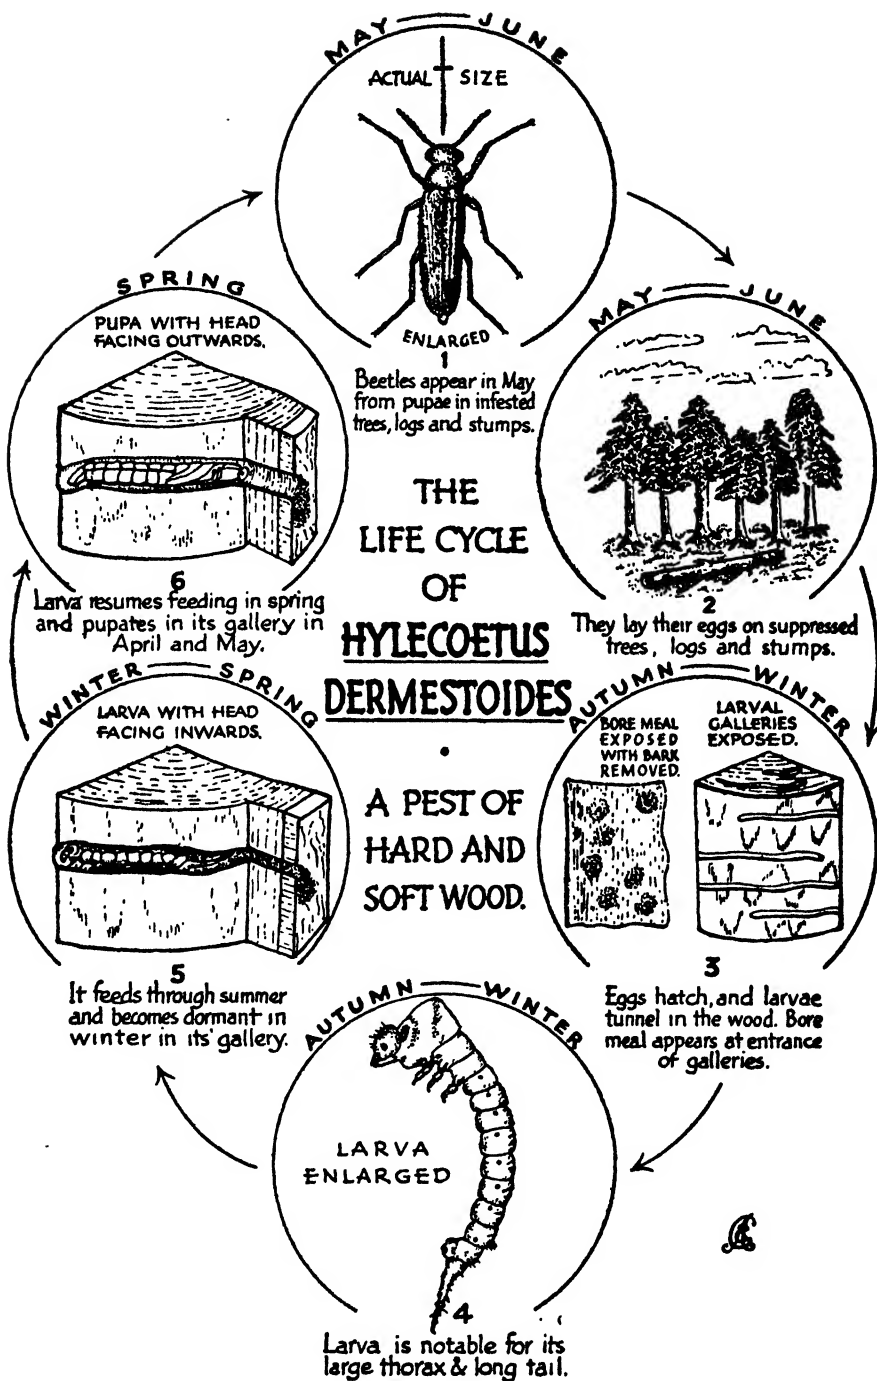 MAY — JUNE
ACTUAL SIZE
ENLARGED
1
Beetles appear in May
from pupae in infested
trees, logs and stumps.
MAY — JUNE
2
They lay their eggs on suppressed
trees, logs and stumps.
THE
LIFE CYCLE
OF
HYLECOETUS
DERMESTOIDES
·
A PEST OF
HARD AND
SOFT WOOD.
AUTUMN — WINTER
BORE MEAL
EXPOSED
WITH BARK
REMOVED.
LARVAL
GALLERIES
EXPOSED.
3
Eggs hatch, and larvae
tunnel in the wood. Bore
meal appears at entrance
of galleries.
AUTUMN — WINTER
LARVA
ENLARGED
4
Larva is notable for its
large thorax & long tail.
WINTER — SPRING
LARVA WITH HEAD
FACING INWARDS.
5
It feeds through summer
and becomes dormant in
winter in its' gallery.
SPRING
PUPA WITH HEAD
FACING OUTWARDS.
6
Larva resumes feeding in spring
and pupates in its gallery in
April and May.